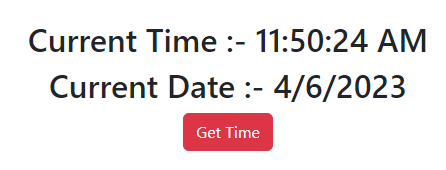 Current Time :- 11:50:24 AM
Current Date :- 4/6/2023
Get Time